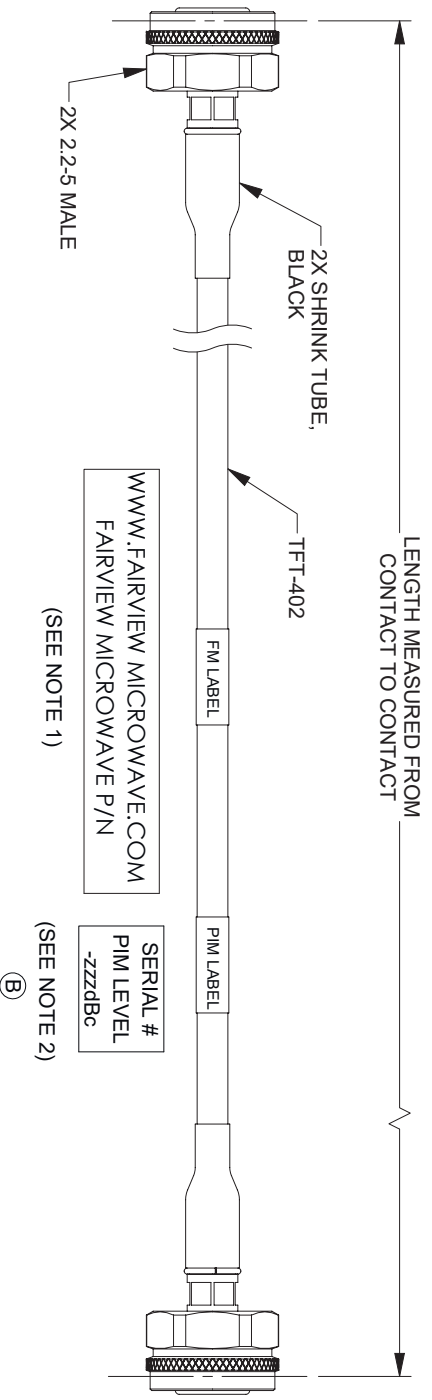 LENGTH MEASURED FROM
CONTACT TO CONTACT
2X SHRINK TUBE,
BLACK
TFT-402
2X 2.2-5 MALE
FM LABEL
PIM LABEL
WWW.FAIRVIEW MICROWAVE.COM
FAIRVIEW MICROWAVE P/N
(SEE NOTE 1)
SERIAL #
PIM LEVEL
-zzzdBc
(SEE NOTE 2)
B